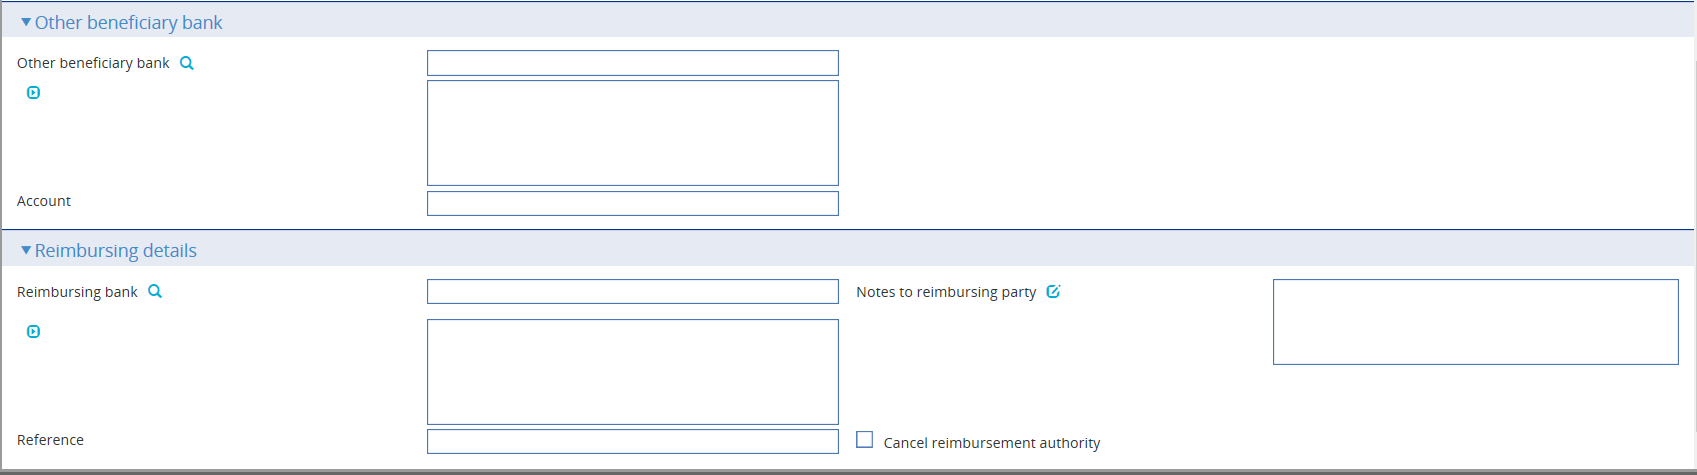 Other beneficiary bank
Other beneficiary bank
Account
Reimbursing details
Reimbursing bank
Notes to reimbursing party
Reference
Cancel reimbursement authority